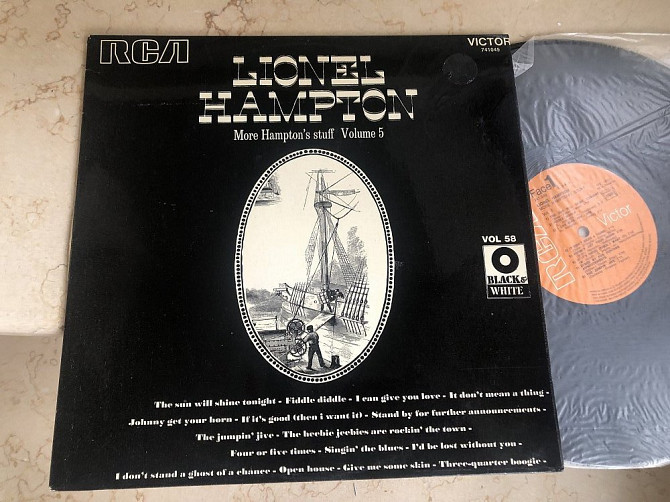 RCA
VICTOR
741049
LIONEL
HAMPTON
More Hampton's stuff Volume 5
VOL 58
BLACK &
WHITE
The sun will shine tonight - Fiddle diddle - I can give you love - It don't mean a thing -
Johnny get your horn - If it's good (then i want it) - Stand by for further announcements -
The jumpin' jive - The heebie jeebies are rockin' the town -
Four or five times - Singin' the blues - I'd be lost without you -
I don't stand a ghost of a chance - Open house - Give me some skin - Three-quarter boogie -
Face 1
Victor
RCA